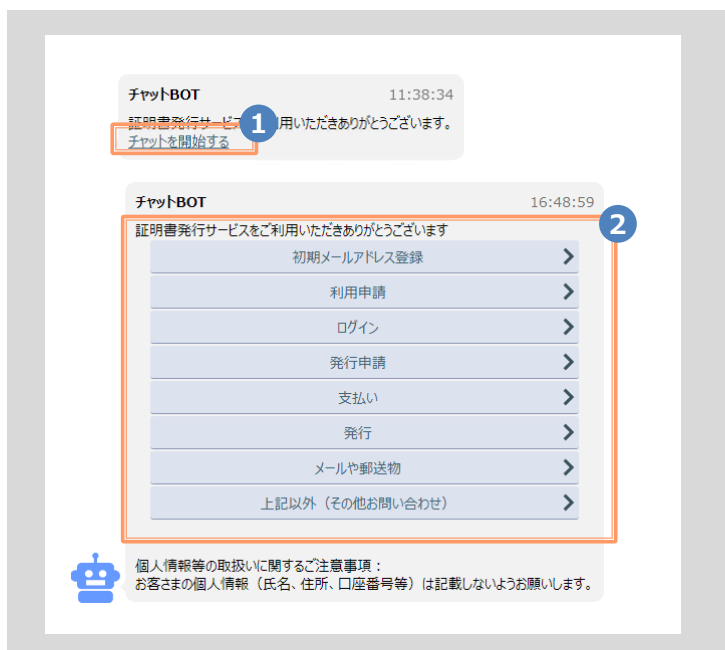 チャットBOT 11:38:34
証明書発行サービス 用いただきありがとうございます。
1
チャットを開始する
チャットBOT 16:48:59
2
証明書発行サービスをご利用いただきありがとうございます
初期メールアドレス登録
利用申請
ログイン
発行申請
支払い
発行
メールや郵送物
上記以外（その他お問い合わせ）
個人情報等の取扱いに関するご注意事項：
お客さまの個人情報（氏名、住所、口座番号等）は記載しないようお願いします。